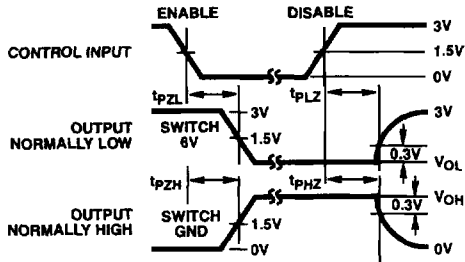 ENABLE DISABLE
3V
CONTROL INPUT 1.5V
0V
tPZL tPLZ
3V 3V
OUTPUT NORMALLY LOW SWITCH 6V 1.5V
0.3V
VOL
tPZH tPHZ
VOH
0.3V
OUTPUT NORMALLY HIGH SWITCH GND 1.5V
0V 0V